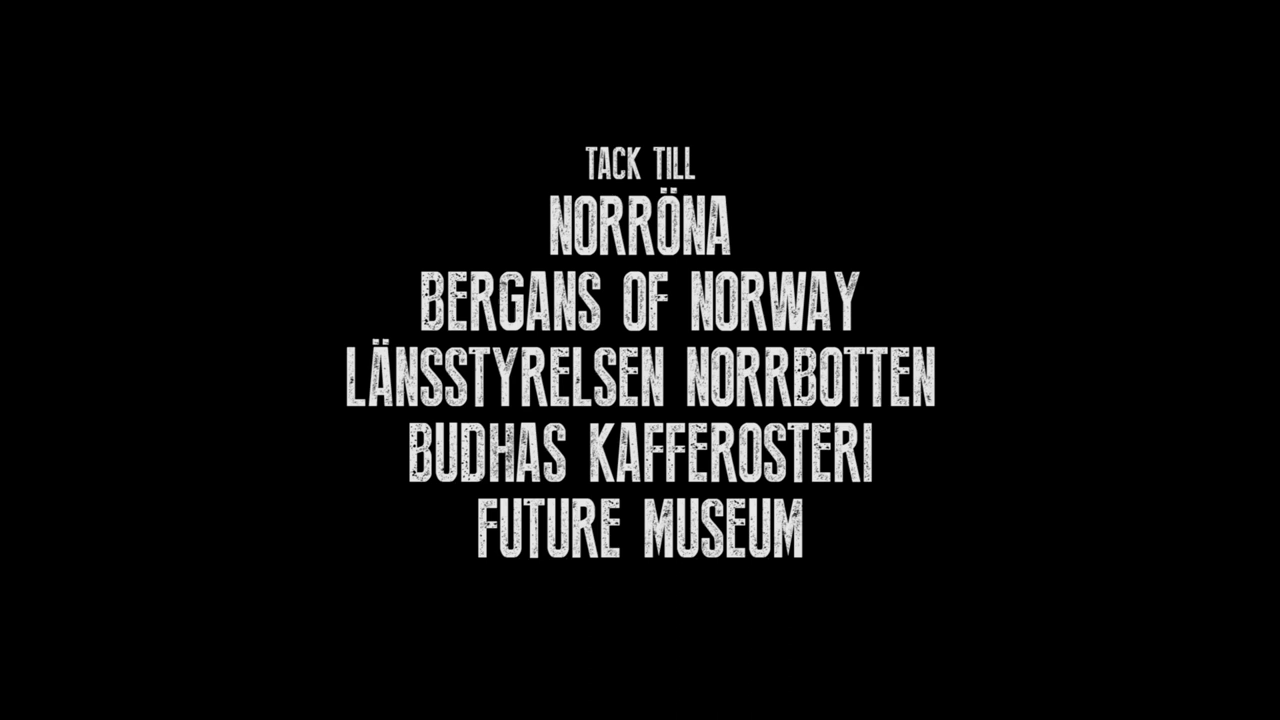 TACK TILL
NORRÖNA
BERGANS OF NORWAY
LÄNSSTYRELSEN NORRBOTTEN
BUDHAS KAFFEROSTERI
FUTURE MUSEUM